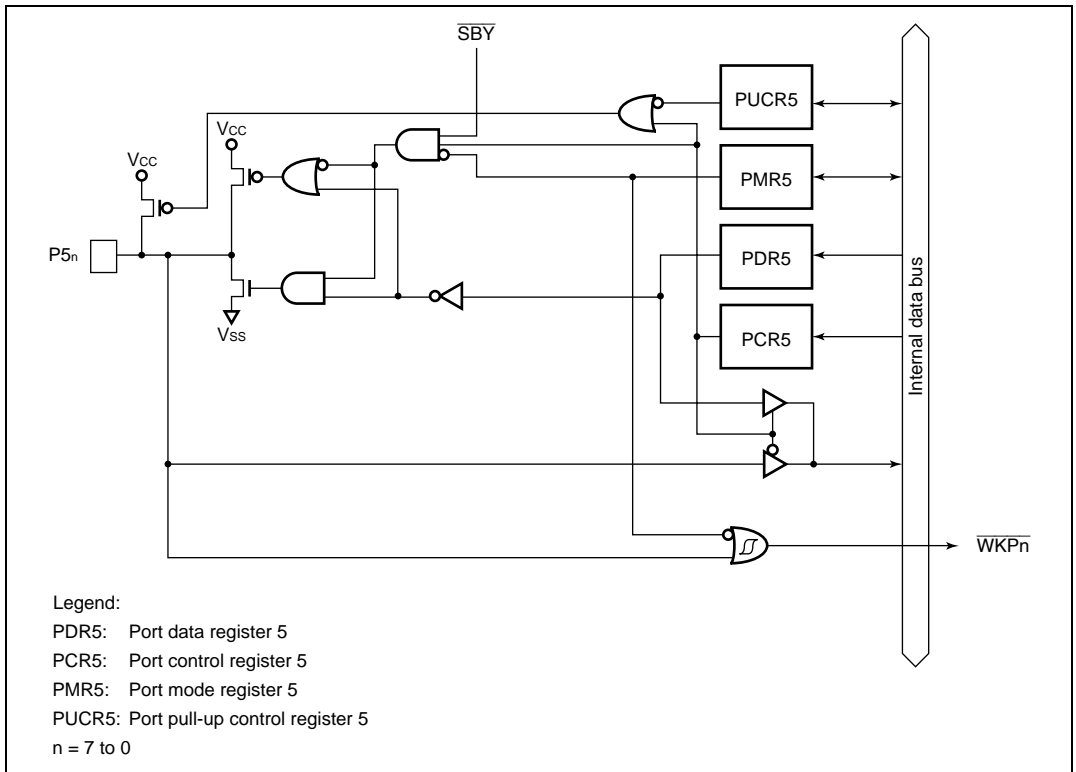 SBY
PUCR5
VCC
VCC
PMR5
P5n
PDR5
VSS
PCR5
Internal data bus
WKPn
Legend:
PDR5: Port data register 5
PCR5: Port control register 5
PMR5: Port mode register 5
PUCR5: Port pull-up control register 5
n = 7 to 0